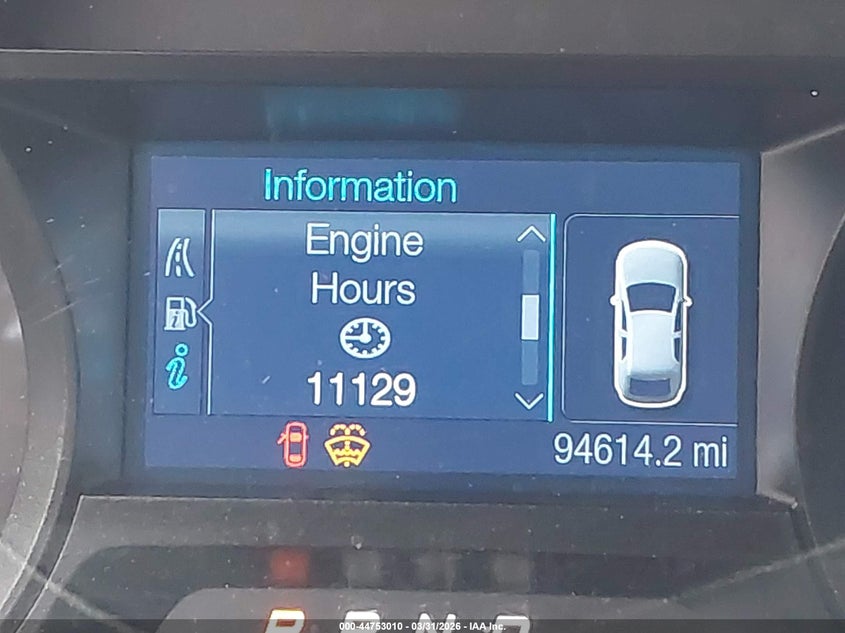 Information
Engine
Hours
11129
94614.2 mi
P R N D
000-44753010 - 03/31/2026 - IAA Inc.